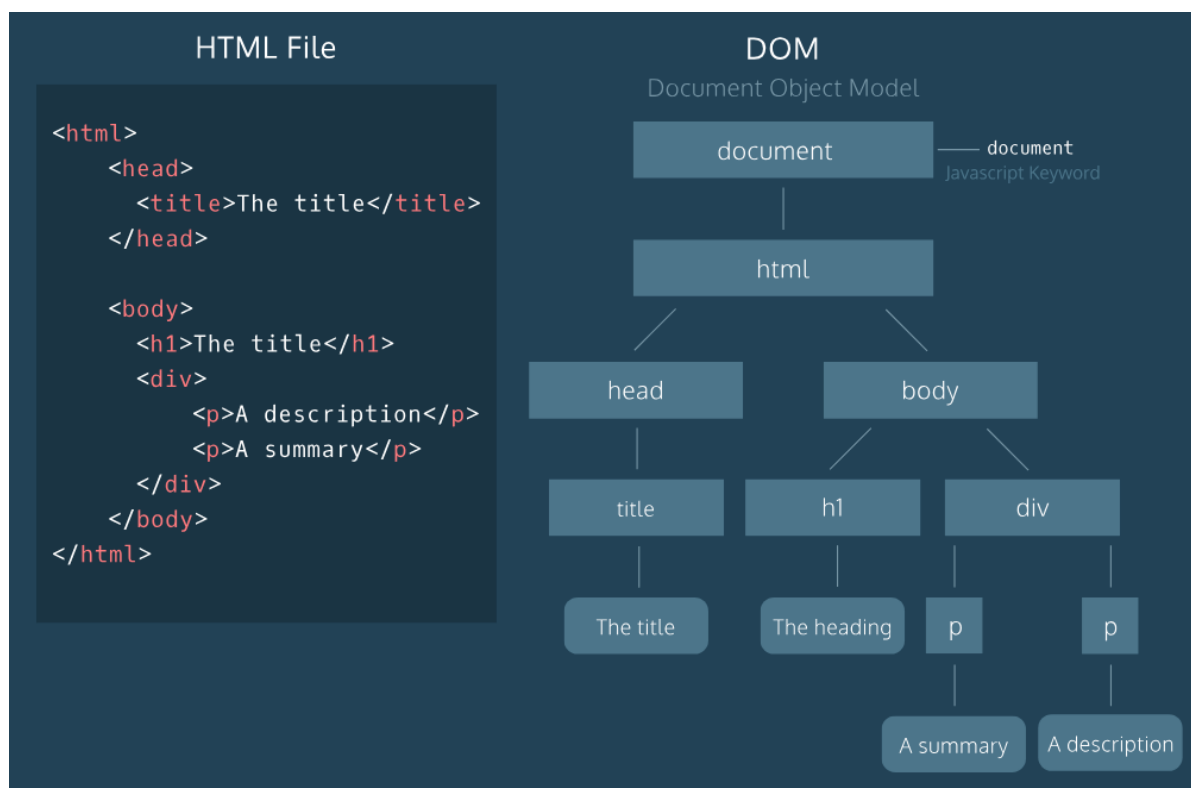 HTML File
<html>
<head>
<title>The title</title>
</head>
<body>
<h1>The title</h1>
<div>
<p>A description</p>
<p>A summary</p>
</div>
</body>
</html>
DOM
Document Object Model
document
document
Javascript Keyword
html
head
body
title
h1
div
The title
The heading
p
p
A summary
A description